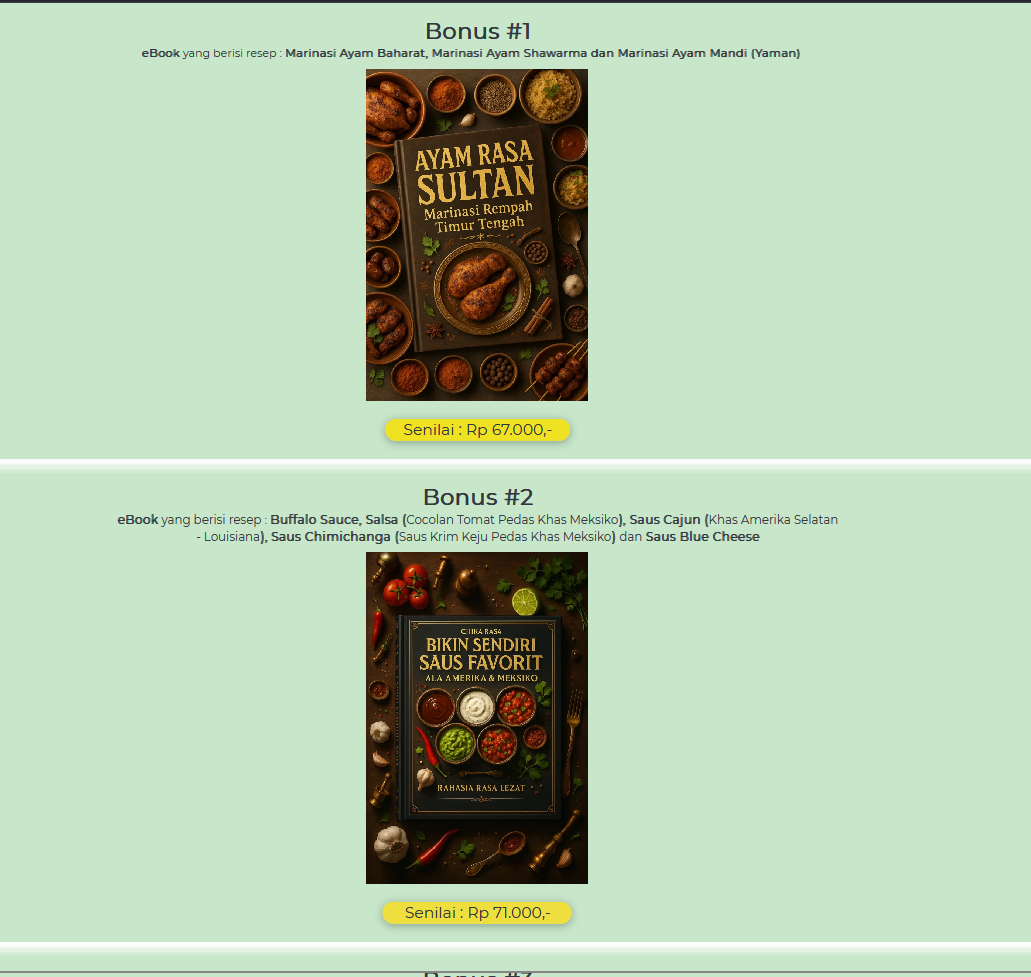 Bonus #1
eBook yang berisi resep : Marinasi Ayam Baharat, Marinasi Ayam Shawarma dan Marinasi Ayam Mandi (Yaman)
AYAM RASA
SULTAN
Marinasi Rempah
Timur Tengah
Senilai : Rp 67.000,-
Bonus #2
eBook yang berisi resep : Buffalo Sauce, Salsa (Cocolan Tomat Pedas Khas Meksiko), Saus Cajun (Khas Amerika Selatan
- Louisiana), Saus Chimichanga (Saus Krim Keju Pedas Khas Meksiko) dan Saus Blue Cheese
RASA
BIKIN SENDIRI
SAUS FAVORIT
ALA AMERIKA & MEKSIKO
RAHASIA RASA LEZAT
Senilai : Rp 71.000,-